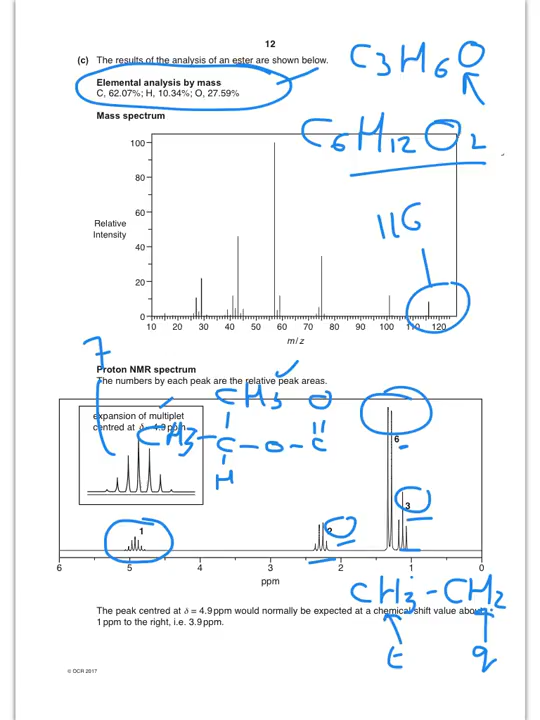 12
(c) The results of the analysis of an ester are shown below.
C3H6O
Elemental analysis by mass
C, 62.07%; H, 10.34%; O, 27.59%
Mass spectrum
C6H12O2
100
80
60
40
20
0
Relative
Intensity
116
10 20 30 40 50 60 70 80 90 100 110 120
m / z
7
Proton NMR spectrum
The numbers by each peak are the relative peak areas.
expansion of multiplet
centred at δ = 4.9 ppm
CH3 O
CH3 - C - O - C
H
6
3
1
2
6 5 4 3 2 1 0
ppm
CH3 - CH2
The peak centred at δ = 4.9 ppm would normally be expected at a chemical shift value about
1 ppm to the right, i.e. 3.9 ppm.
t q
© OCR 2017